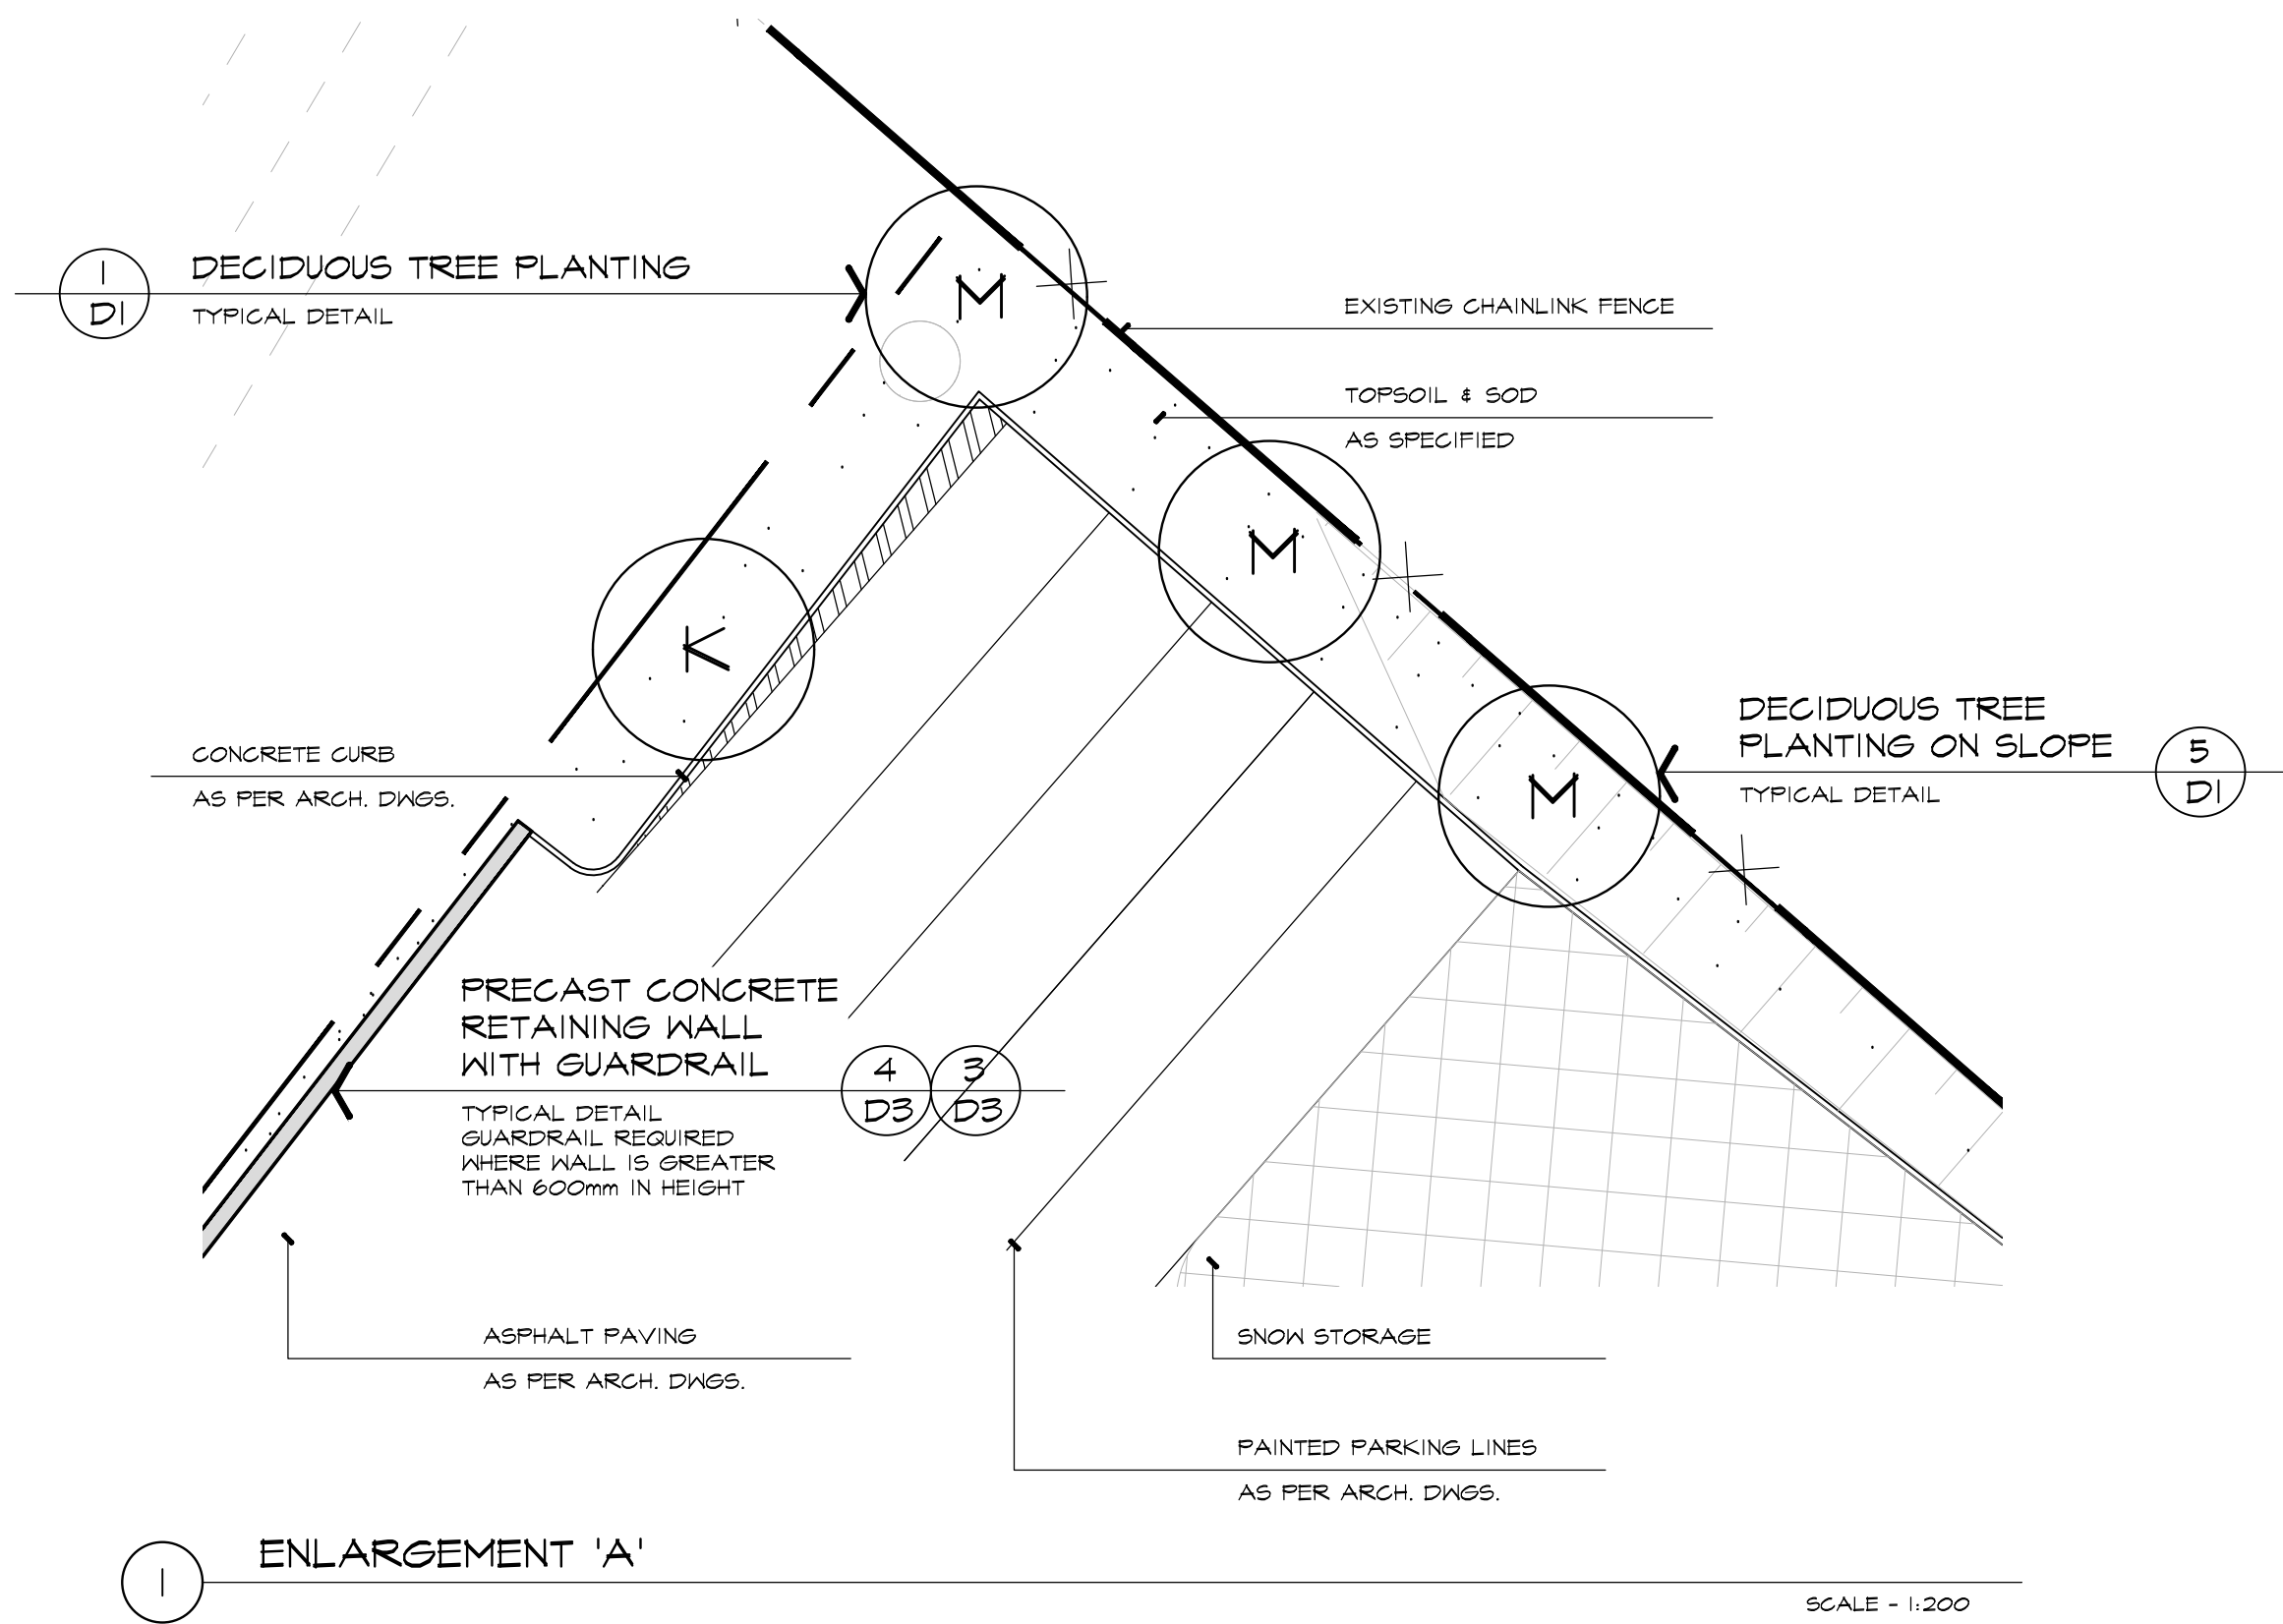 1
D1
DECIDUOUS TREE PLANTING
TYPICAL DETAIL
M
EXISTING CHAINLINK FENCE
TOPSOIL & SOD
AS SPECIFIED
M
K
CONCRETE CURB
AS PER ARCH. DWGS.
M
DECIDUOUS TREE
PLANTING ON SLOPE
TYPICAL DETAIL
5
D1
PRECAST CONCRETE
RETAINING WALL
WITH GUARDRAIL
4
D3
3
D3
TYPICAL DETAIL
GUARDRAIL REQUIRED
WHERE WALL IS GREATER
THAN 600mm IN HEIGHT
ASPHALT PAVING
AS PER ARCH. DWGS.
SNOW STORAGE
PAINTED PARKING LINES
AS PER ARCH. DWGS.
1
ENLARGEMENT 'A'
SCALE - 1:200